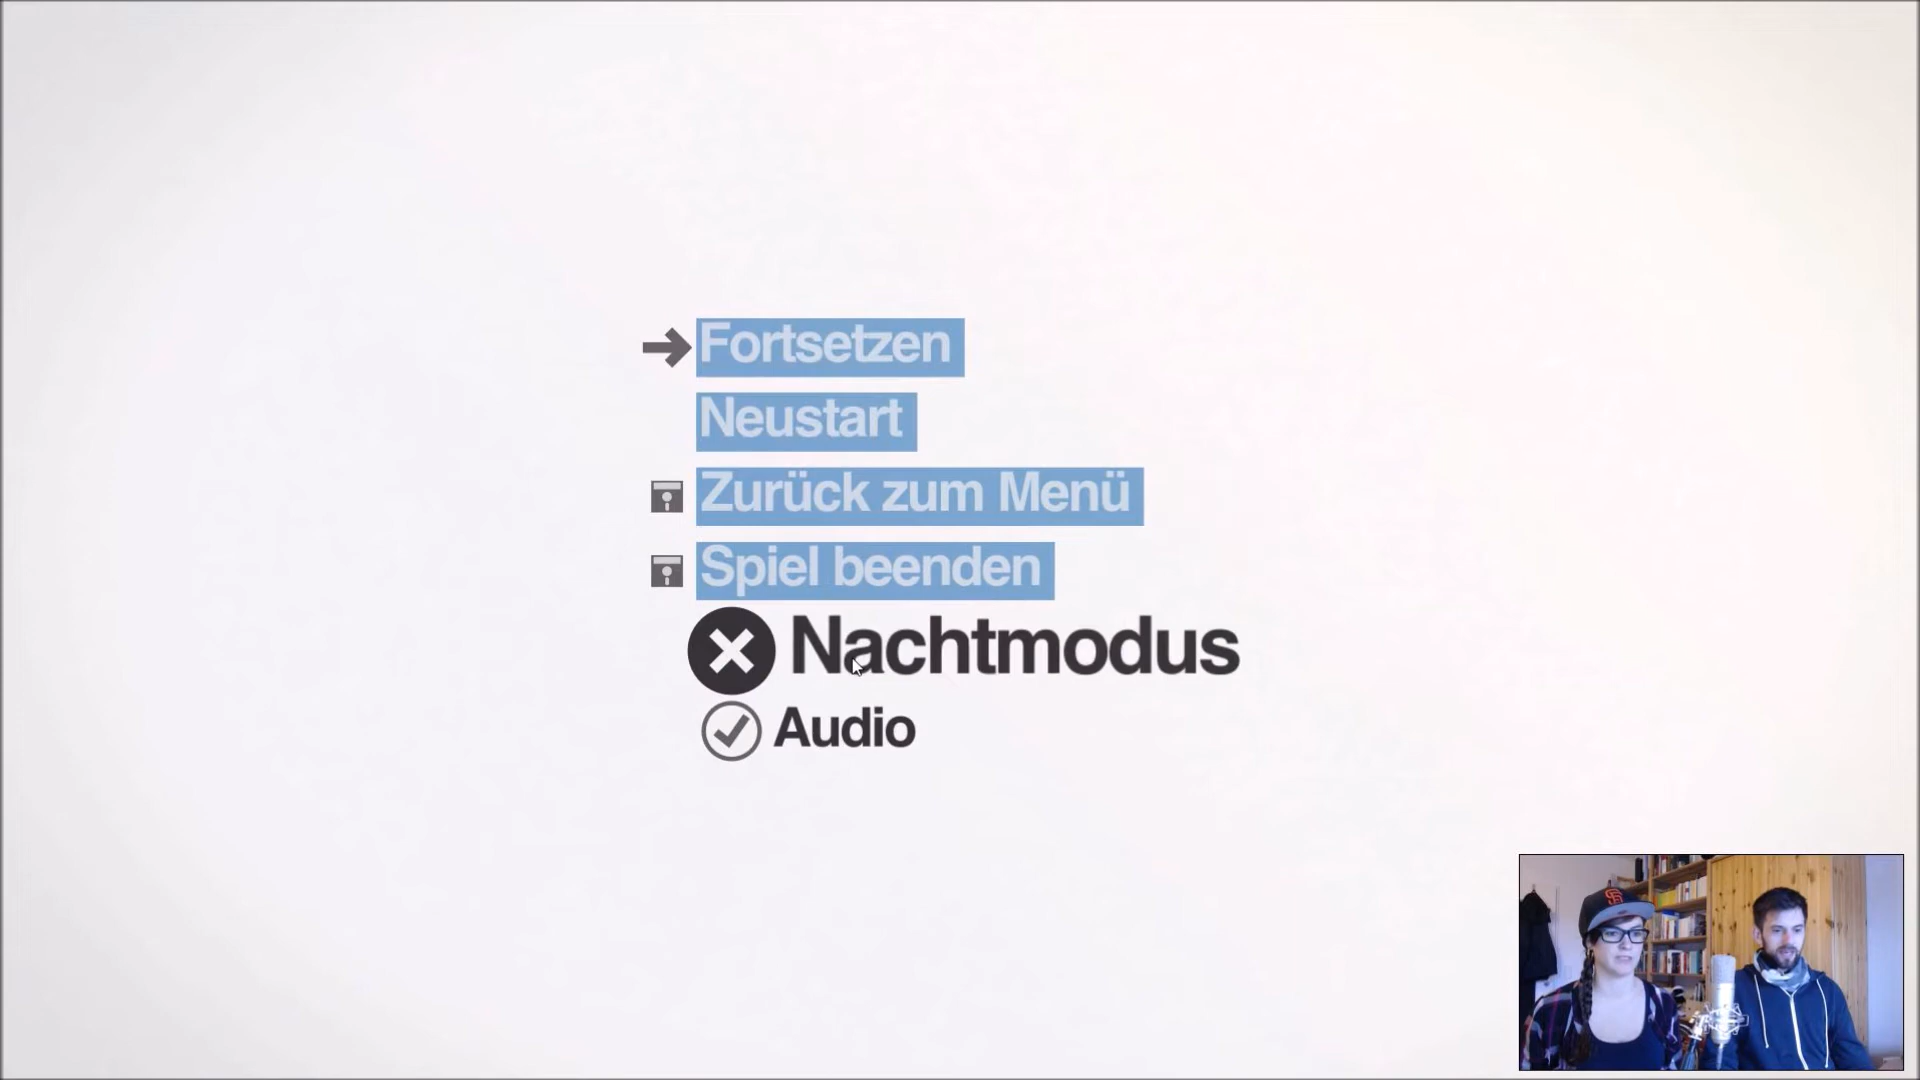 Fortsetzen
Neustart
Zurück zum Menü
Spiel beenden
Nachtmodus
Audio